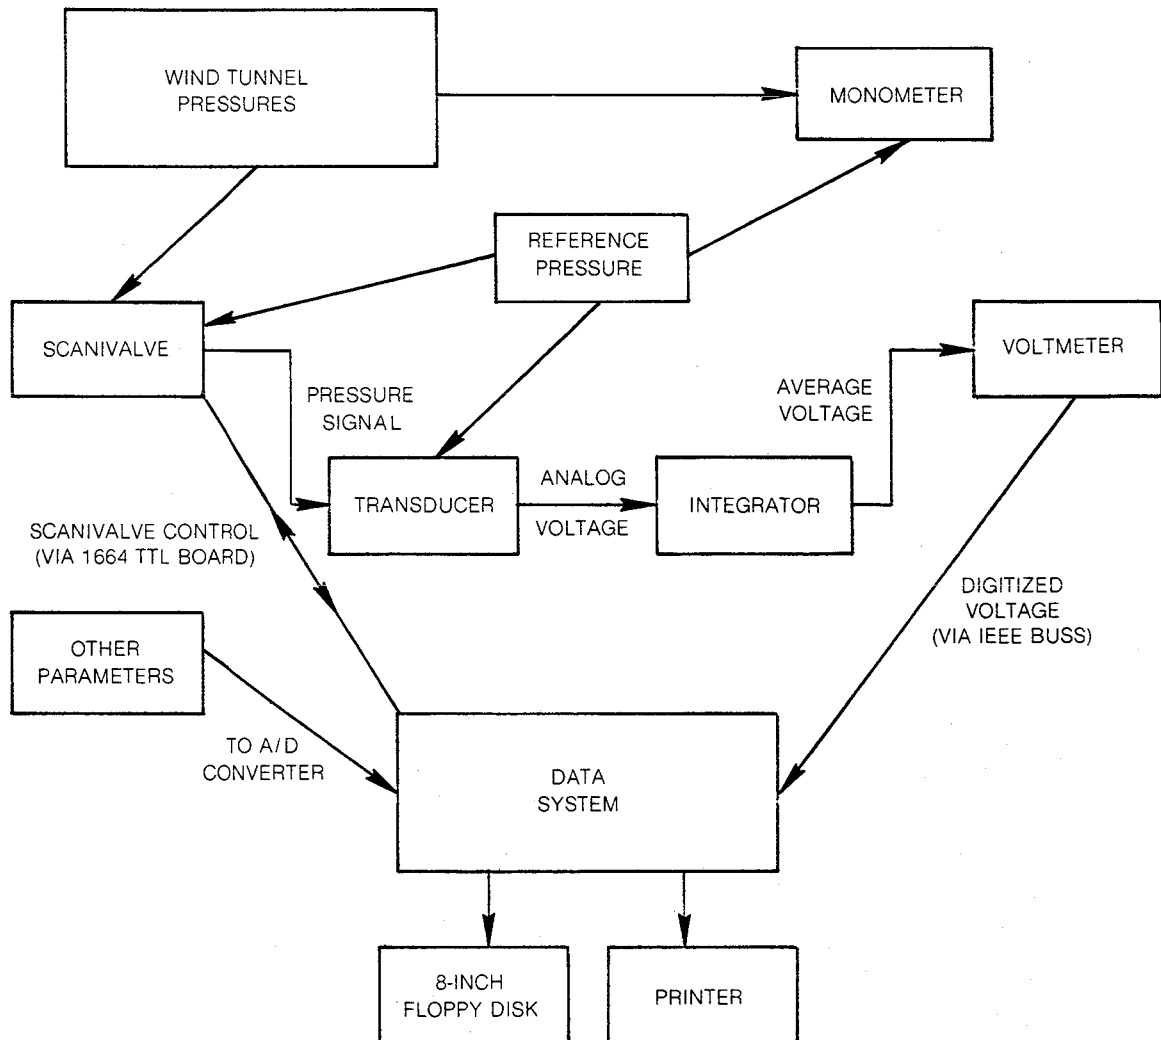 WIND TUNNEL
PRESSURES
MONOMETER
REFERENCE
PRESSURE
SCANIVALVE
VOLTMETER
PRESSURE
SIGNAL
AVERAGE
VOLTAGE
TRANSDUCER
ANALOG
VOLTAGE
INTEGRATOR
SCANIVALVE CONTROL
(VIA 1664 TTL BOARD)
DIGITIZED
VOLTAGE
(VIA IEEE BUSS)
OTHER
PARAMETERS
TO A/D
CONVERTER
DATA
SYSTEM
8-INCH
FLOPPY DISK
PRINTER